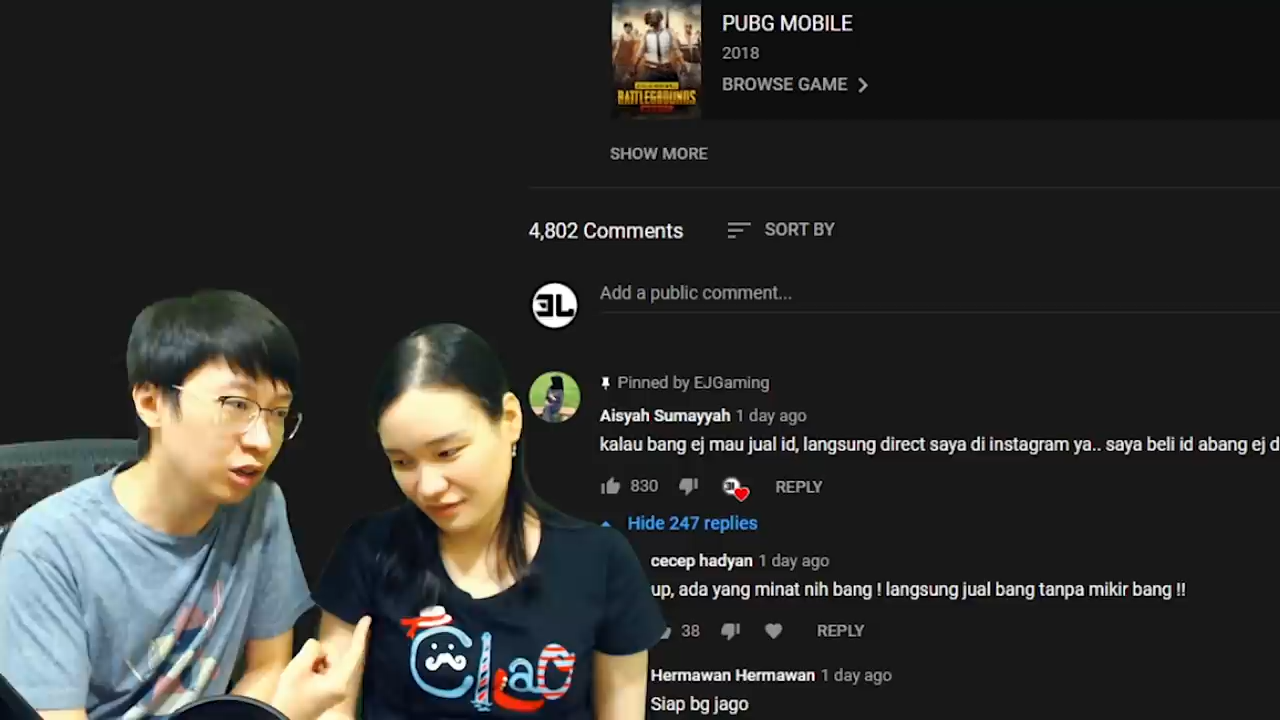 PUBG MOBILE
2018
BROWSE GAME
BATTLEGROUNDS
SHOW MORE
4,802 Comments
SORT BY
Add a public comment...
Pinned by EJGaming
Aisyah Sumayyah 1 day ago
kalau bang ej mau jual id, langsung direct saya di instagram ya.. saya beli id abang ej d
830
REPLY
Hide 247 replies
cecep hadyan 1 day ago
up, ada yang minat nih bang ! langsung jual bang tanpa mikir bang !!
38
REPLY
Hermawan Hermawan 1 day ago
Siap bg jago
Ciao